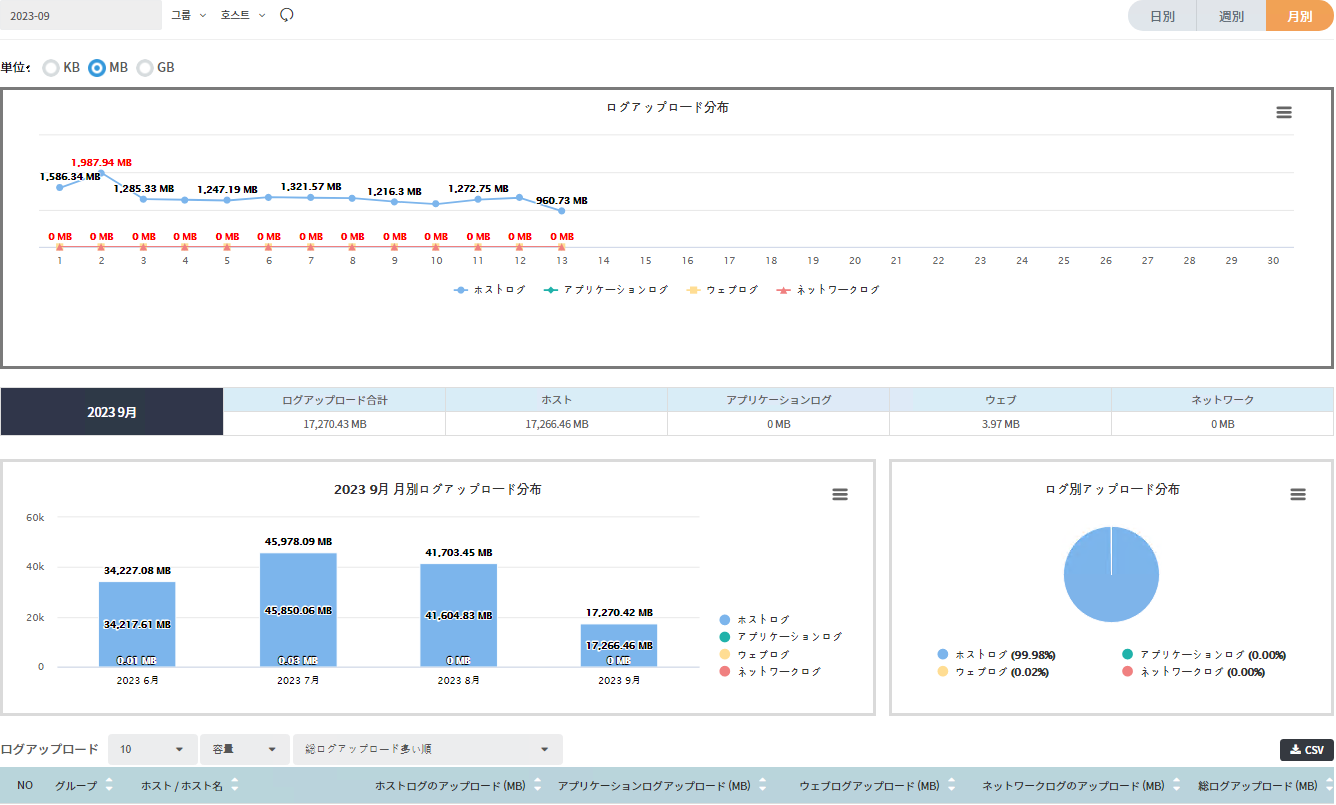 2023-09 그룹 호스트 日別 週別 月別
単位 KB MB GB
ログアップロード分布
1,987.94 MB
1,586.34 MB 1,285.33 MB 1,247.19 MB 1,321.57 MB 1,216.3 MB 1,272.75 MB 960.73 MB
0 MB 0 MB 0 MB 0 MB 0 MB 0 MB 0 MB 0 MB 0 MB 0 MB 0 MB 0 MB 0 MB
1 2 3 4 5 6 7 8 9 10 11 12 13 14 15 16 17 18 19 20 21 22 23 24 25 26 27 28 29 30
ホストログ アプリケーションログ ウェブログ ネットワークログ
2023 9月
ログアップロード合計 ホスト アプリケーションログ ウェブ ネットワーク
17,270.43 MB 17,266.46 MB 0 MB 3.97 MB 0 MB
2023 9月 月別ログアップロード分布
60k
40k
20k
0
45,978.09 MB
41,703.45 MB
34,227.08 MB
17,270.42 MB
45,850.06 MB
41,604.83 MB
34,217.61 MB
17,266.46 MB
0.01 MB 0.03 MB 0 MB 0 MB
2023 6月 2023 7月 2023 8月 2023 9月
ホストログ
アプリケーションログ
ウェブログ
ネットワークログ
ログ別アップロード分布
ホストログ (99.98%) アプリケーションログ (0.00%)
ウェブログ (0.02%) ネットワークログ (0.00%)
ログアップロード 10 容量 総ログアップロード多い順 CSV
NO グループ ホスト / ホスト名 ホストログのアップロード (MB) アプリケーションログアップロード (MB) ウェブログアップロード (MB) ネットワークログのアップロード (MB) 総ログアップロード (MB)